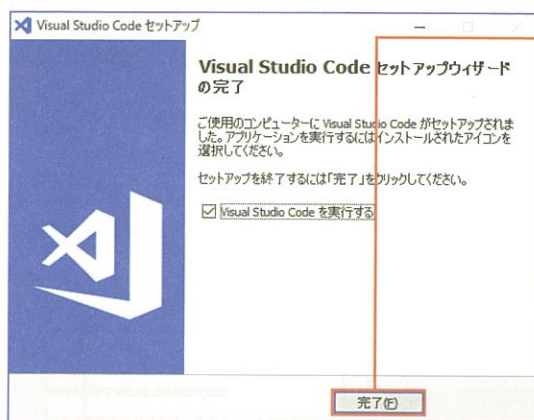 Visual Studio Code セットアップ
Visual Studio Code セットアップウィザード
の完了
ご使用のコンピューターに Visual Studio Code がセットアップされま
した。アプリケーションを実行するにはインストールされたアイコンを
選択してください。
セットアップを終了するには「完了」をクリックしてください。
Visual Studio Code を実行する
完了(F)